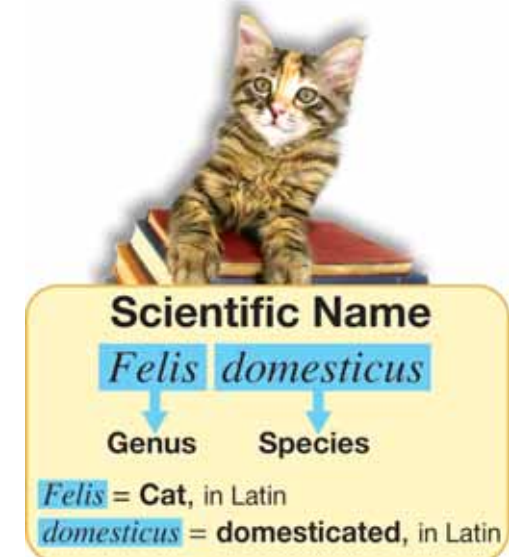 Scientific Name
Felis domesticus
Genus Species
Felis = Cat, in Latin
domesticus = domesticated, in Latin